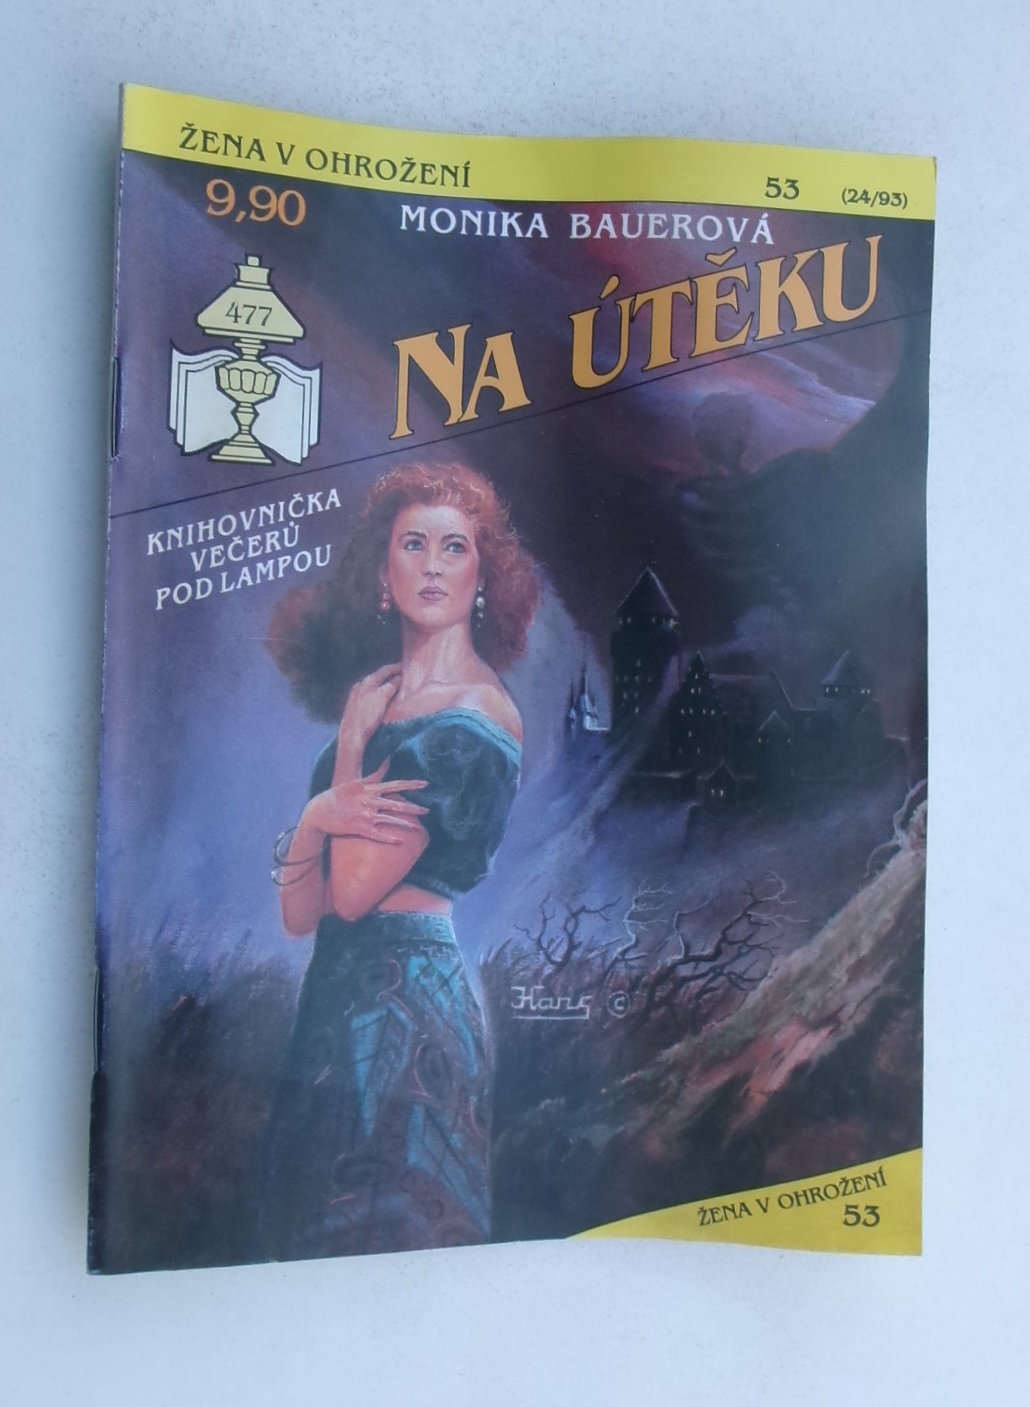 ŽENA V OHROŽENÍ
53 (24/93)
9,90
MONIKA BAUEROVÁ
NA ÚTĚKU
477
KNIHOVNIČKA
VEČERŮ
POD LAMPOU
Hans ©
ŽENA V OHROŽENÍ
53